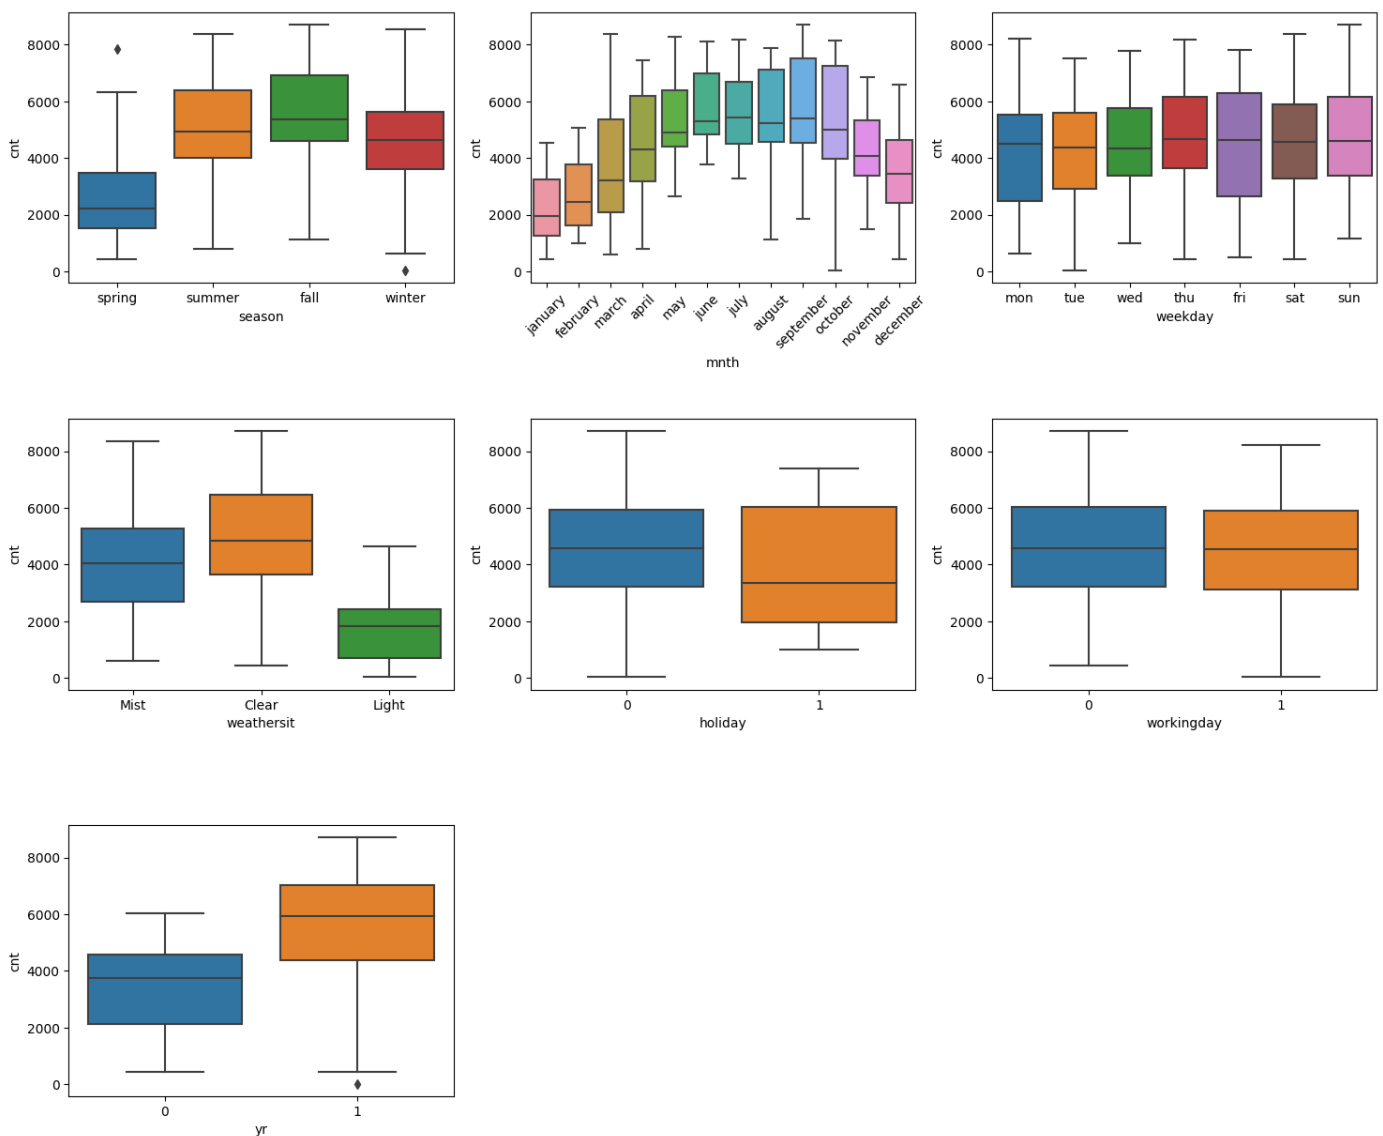 8000
6000
4000
2000
0
cnt
spring summer fall winter
season
8000
6000
4000
2000
0
cnt
january february march april may june july august september october november december
mnth
8000
6000
4000
2000
0
cnt
mon tue wed thu fri sat sun
weekday
8000
6000
4000
2000
0
cnt
Mist Clear Light
weathersit
8000
6000
4000
2000
0
cnt
0 1
holiday
8000
6000
4000
2000
0
cnt
0 1
workingday
8000
6000
4000
2000
0
cnt
0 1
yr